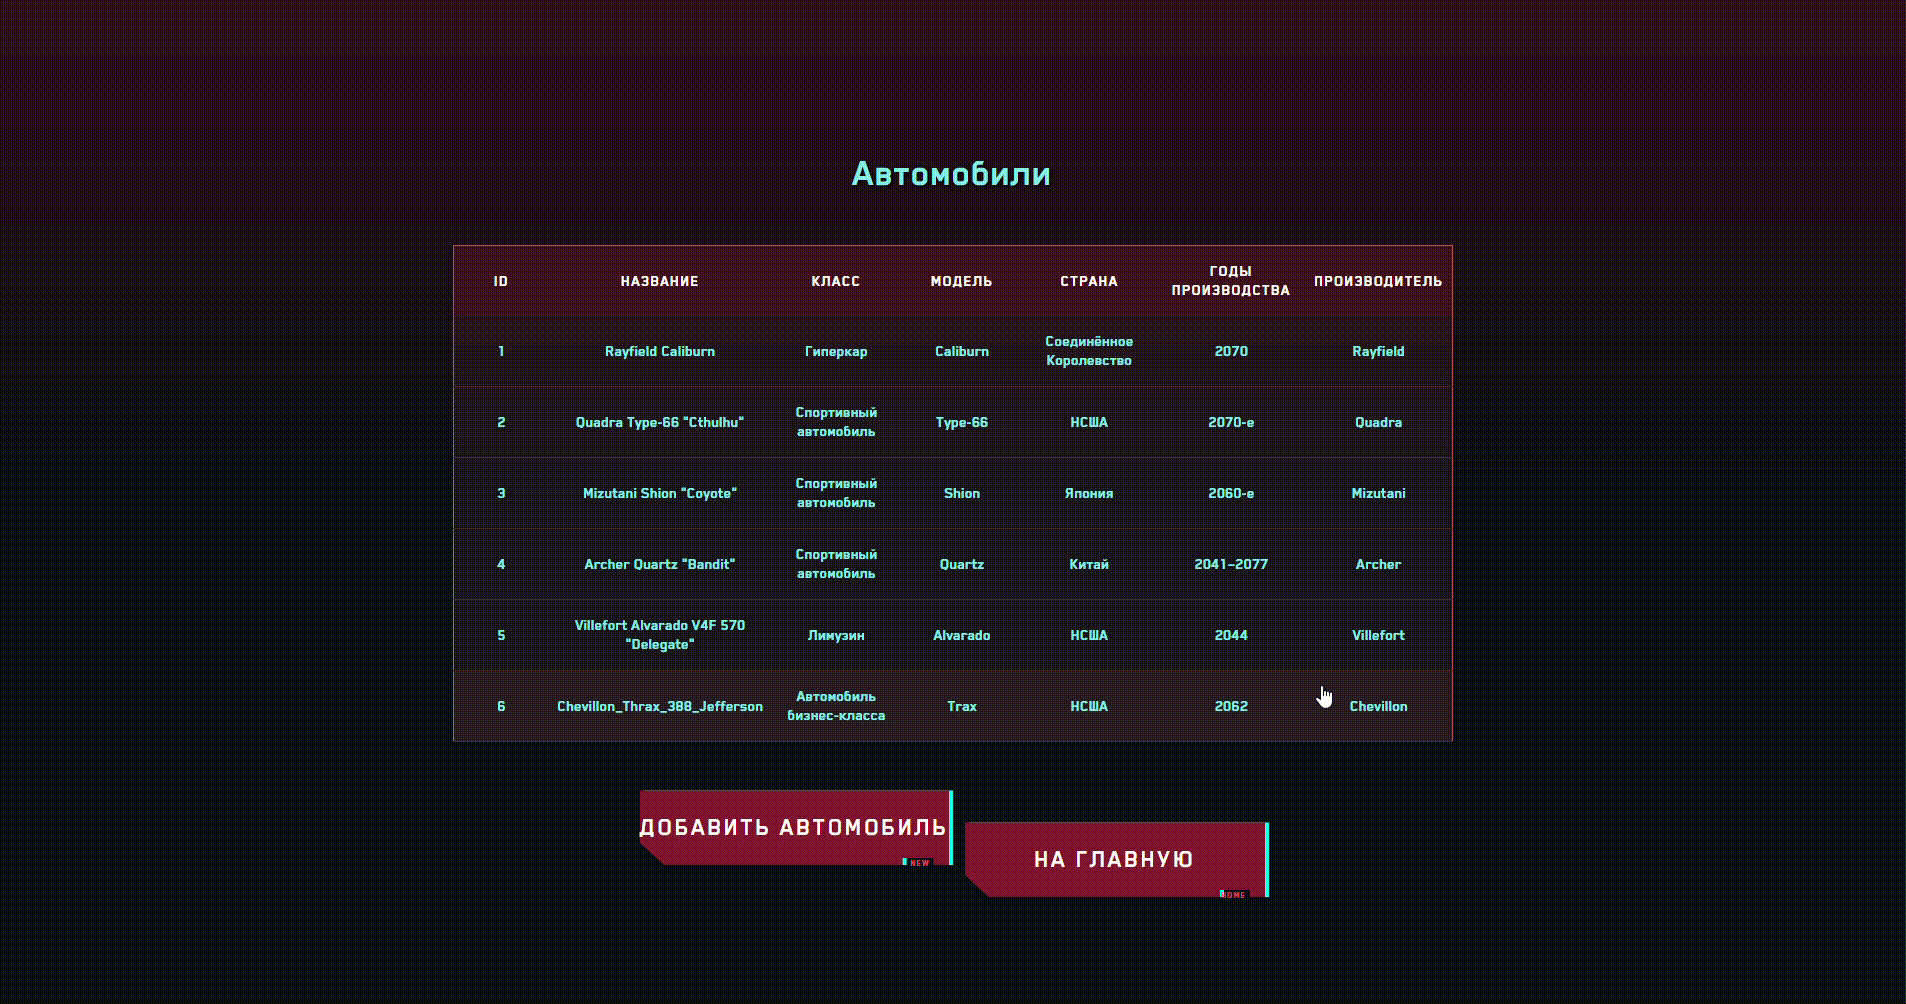 Автомобили
ID НАЗВАНИЕ КЛАСС МОДЕЛЬ СТРАНА ГОДЫ ПРОИЗВОДСТВА ПРОИЗВОДИТЕЛЬ
1 Rayfield Caliburn Гиперкар Caliburn Соединённое Королевство 2070 Rayfield
2 Quadra Type-66 "Cthulhu" Спортивный автомобиль Type-66 НСША 2070-е Quadra
3 Mizutani Shion "Coyote" Спортивный автомобиль Shion Япония 2060-е Mizutani
4 Archer Quartz "Bandit" Спортивный автомобиль Quartz Китай 2041–2077 Archer
5 Villefort Alvarado V4F 570 "Delegate" Лимузин Alvarado НСША 2044 Villefort
6 Chevillon_Thrax_388_Jefferson Автомобиль бизнес-класса Trax НСША 2062 Chevillon
ДОБАВИТЬ АВТОМОБИЛЬ
NEW
НА ГЛАВНУЮ
HOME